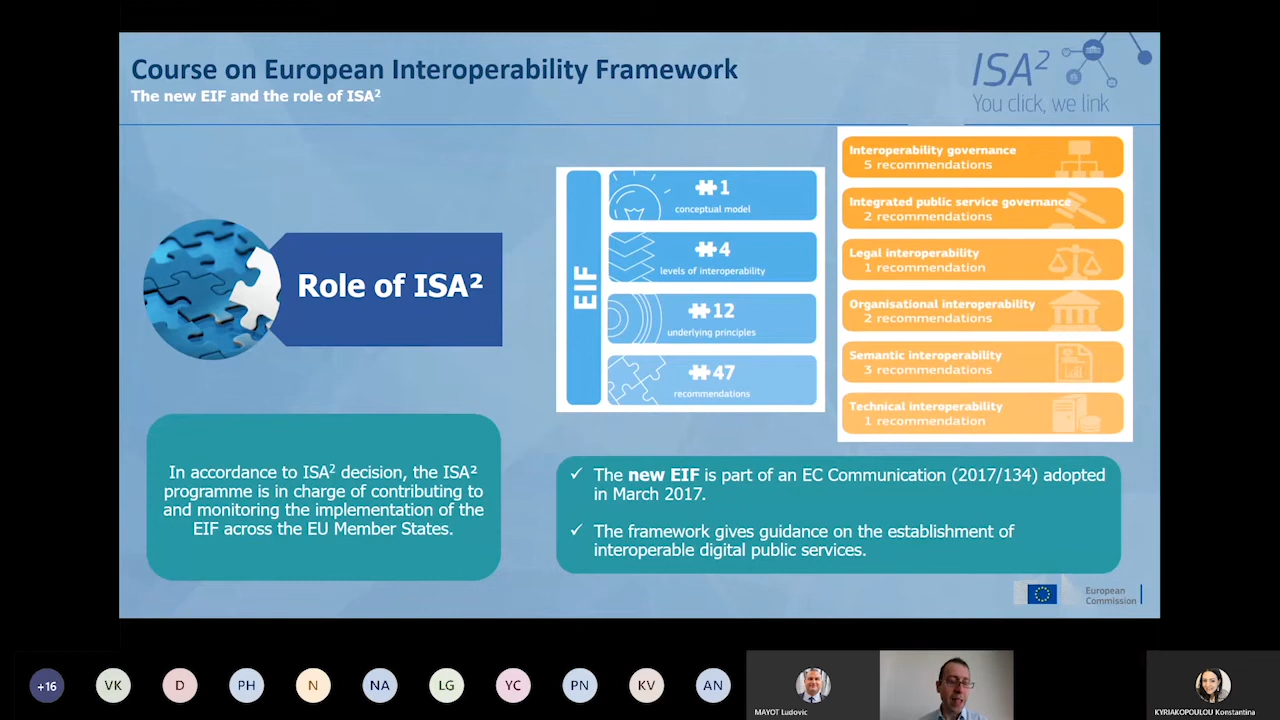 Course on European Interoperability Framework
The new EIF and the role of ISA²
ISA²
You click, we link
Role of ISA²
In accordance to ISA² decision, the ISA²
programme is in charge of contributing to
and monitoring the implementation of the
EIF across the EU Member States.
EIF
1
conceptual model
4
levels of interoperability
12
underlying principles
47
recommendations
Interoperability governance
5 recommendations
Integrated public service governance
2 recommendations
Legal interoperability
1 recommendation
Organisational interoperability
2 recommendations
Semantic interoperability
3 recommendations
Technical interoperability
1 recommendation
✓ The new EIF is part of an EC Communication (2017/134) adopted
in March 2017.
✓ The framework gives guidance on the establishment of
interoperable digital public services.
European
Commission
+16
VK
D
PH
N
NA
LG
YC
PN
KV
AN
MAYOT Ludovic
KYRIAKOPOULOU Konstantina